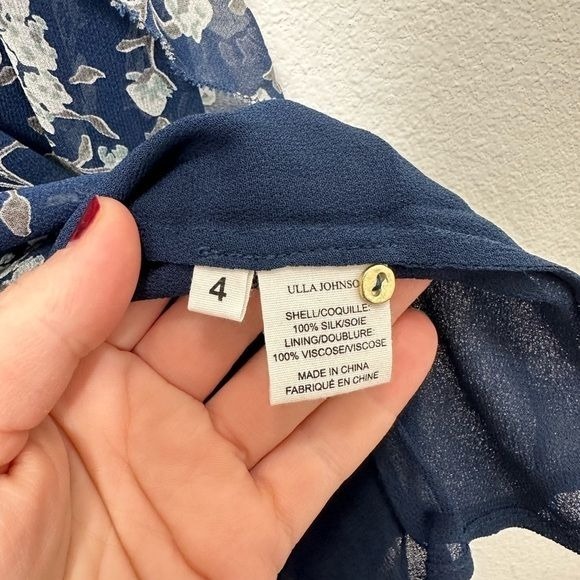 4
ULLA JOHNSO
SHELL/COQUILLE:
100% SILK/SOIE
LINING/DOUBLURE:
100% VISCOSE/VISCOSE
MADE IN CHINA
FABRIQUÉ EN CHINE